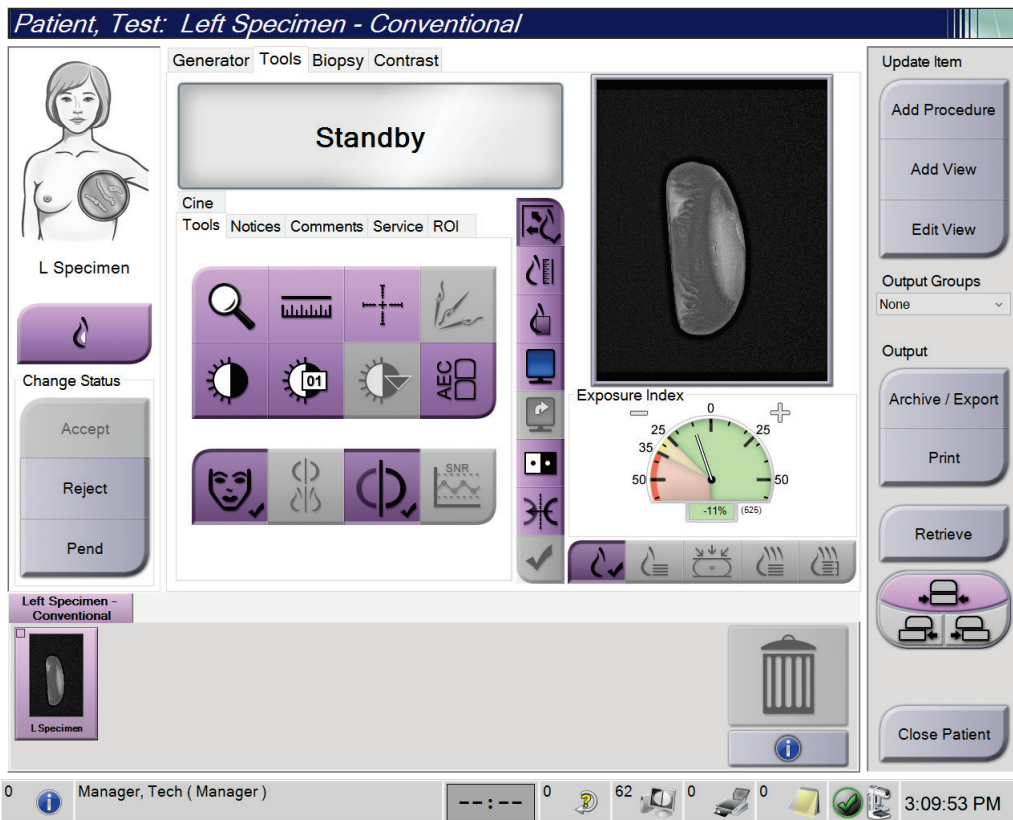 Patient, Test: Left Specimen - Conventional
Generator Tools Biopsy Contrast
Standby
Cine
Tools Notices Comments Service ROI
L Specimen
01
AEC
SNR
Change Status
Accept
Reject
Pend
Exposure Index
0
25 25
35
50 50
-11% (525)
Update Item
Add Procedure
Add View
Edit View
Output Groups
None
Output
Archive / Export
Print
Retrieve
Close Patient
Left Specimen -
Conventional
L Specimen
0 Manager, Tech ( Manager ) --:-- 0 62 0 0 3:09:53 PM